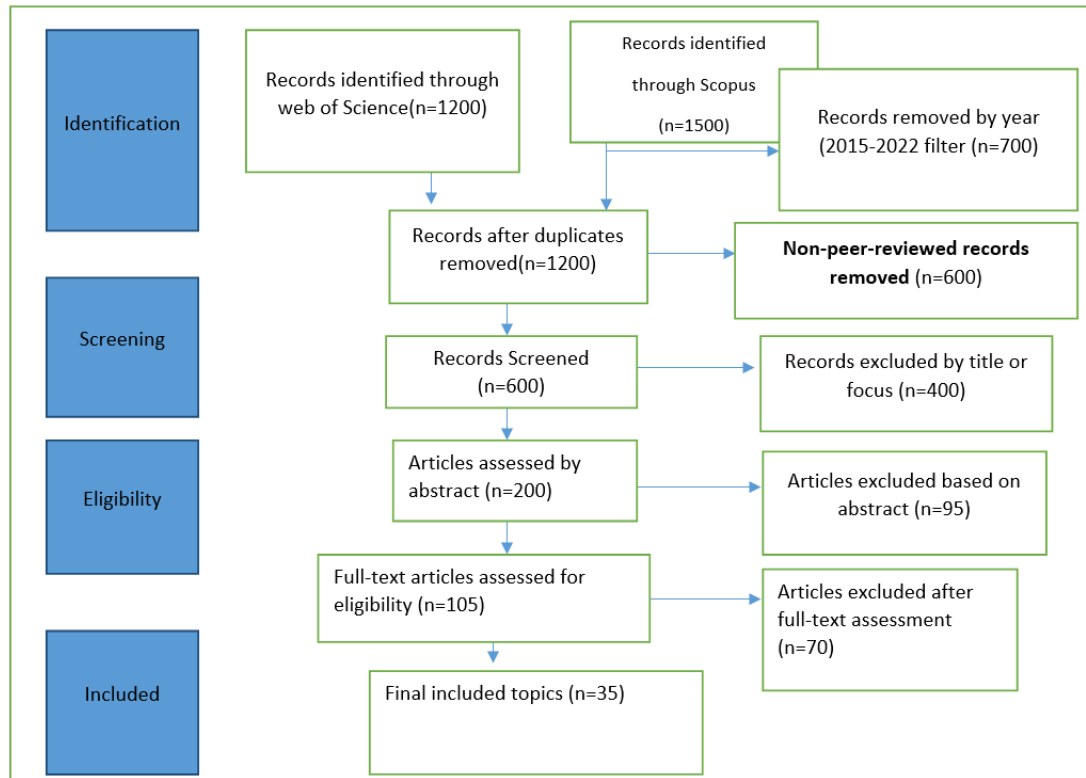 Identification
Records identified through
web of Science(n=1200)
Records identified
through Scopus
(n=1500)
Records removed by year
(2015-2022 filter (n=700)
Records after duplicates
removed(n=1200)
Non-peer-reviewed records
removed (n=600)
Screening
Records Screened
(n=600)
Records excluded by title or
focus (n=400)
Eligibility
Articles assessed by
abstract (n=200)
Articles excluded based on
abstract (n=95)
Full-text articles assessed for
eligibility (n=105)
Articles excluded after
full-text assessment
(n=70)
Included
Final included topics (n=35)